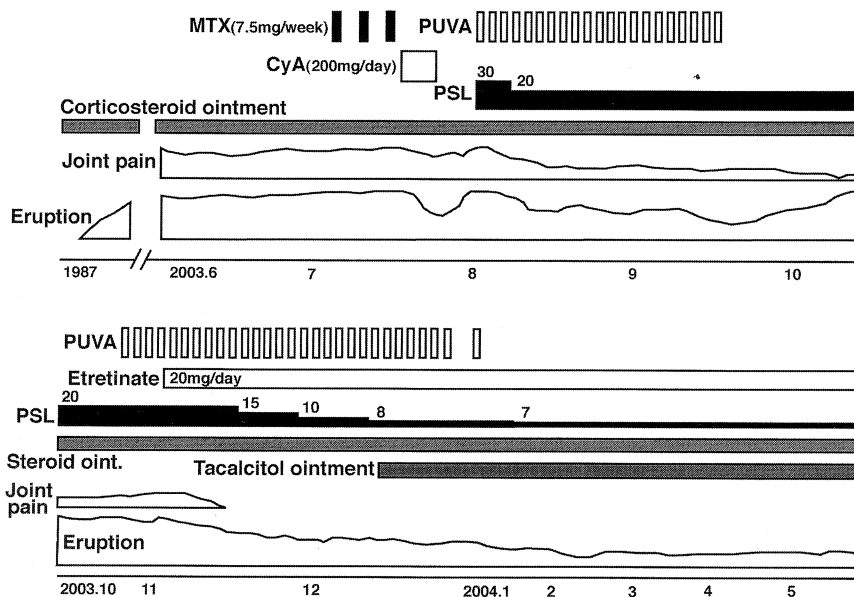 MTX(7.5mg/week) PUVA
CyA(200mg/day)
30 20
PSL
Corticosteroid ointment
Joint pain
Eruption
1987 2003.6 7 8 9 10
PUVA
Etretinate 20mg/day
20 15 10 8 7
PSL
Steroid oint.
Tacalcitol ointment
Joint
pain
Eruption
2003.10 11 12 2004.1 2 3 4 5